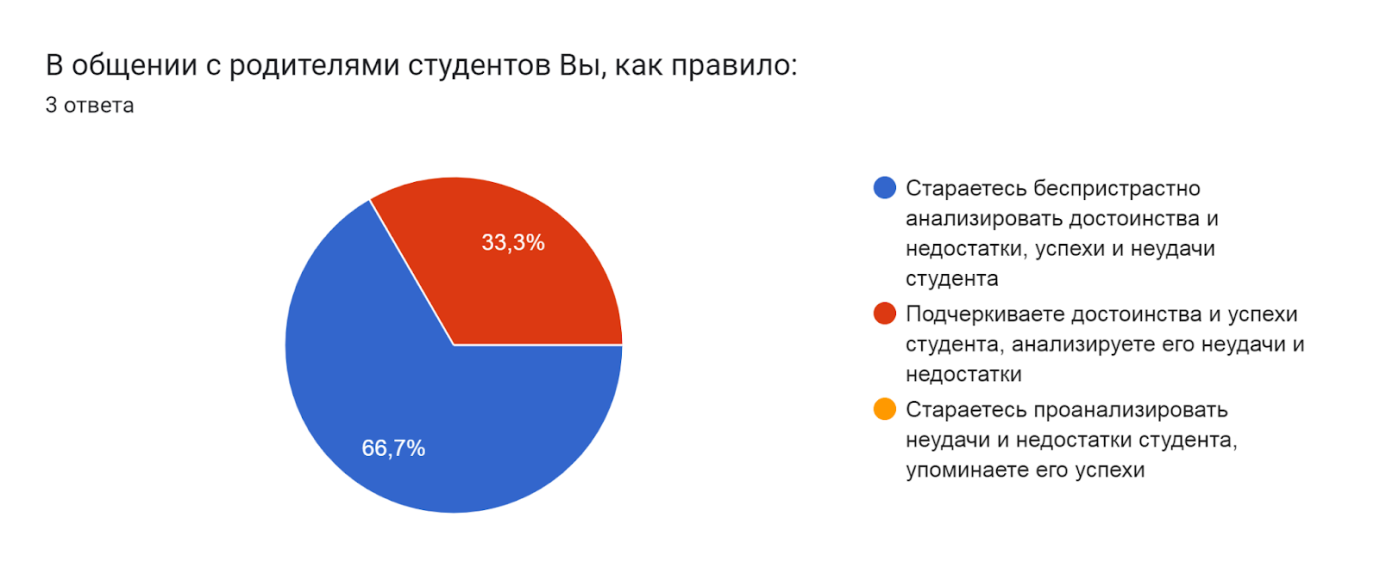 В общении с родителями студентов Вы, как правило:
3 ответа
33,3%
66,7%
Стараетесь беспристрастно
анализировать достоинства и
недостатки, успехи и неудачи
студента
Подчеркиваете достоинства и успехи
студента, анализируете его неудачи и
недостатки
Стараетесь проанализировать
неудачи и недостатки студента,
упоминаете его успехи